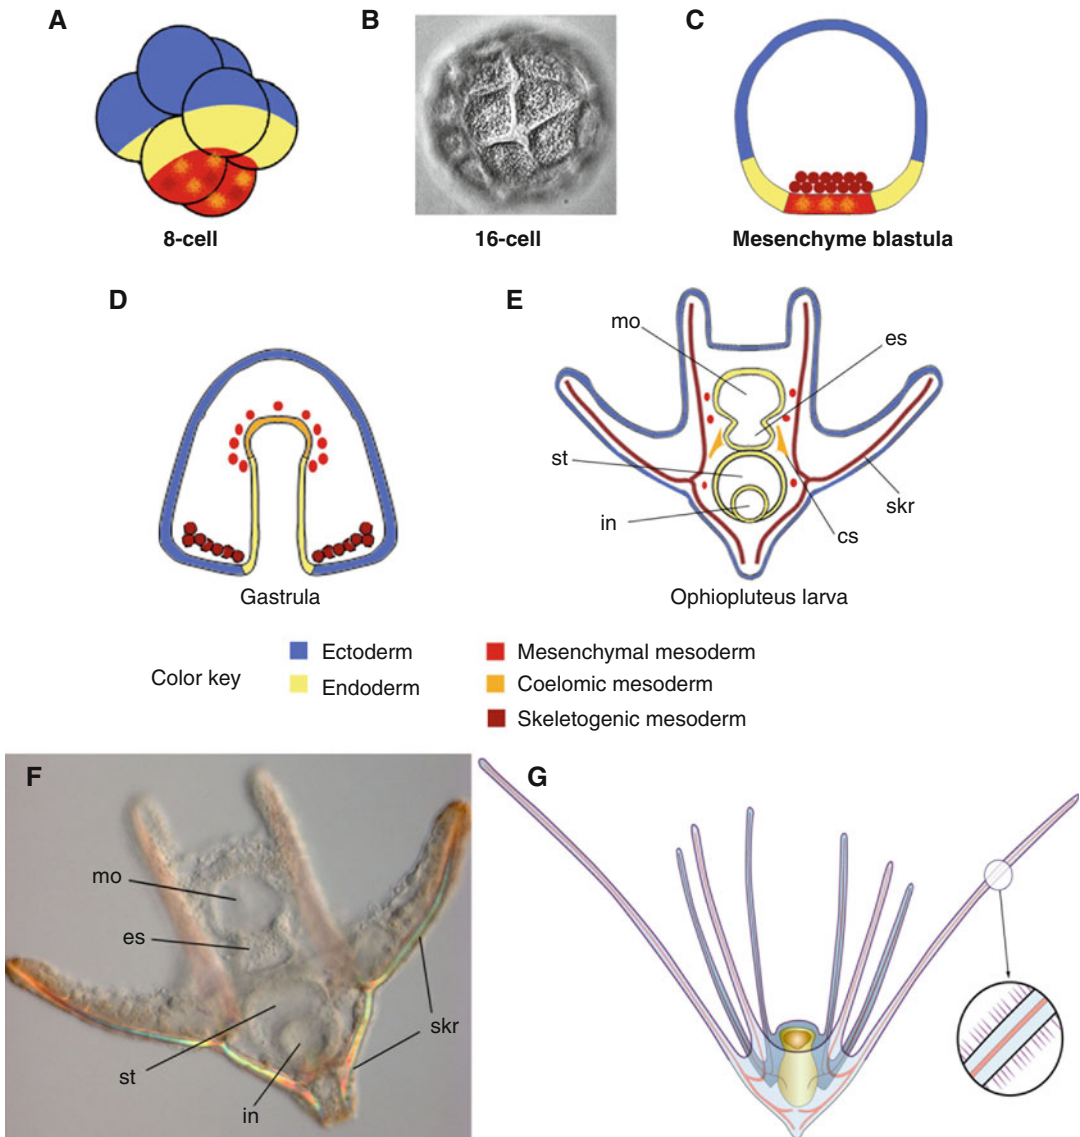 A
B
C
8-cell
16-cell
Mesenchyme blastula
D
E
mo
es
st
in
skr
cs
Gastrula
Ophiopluteus larva
Color key
Ectoderm
Endoderm
Mesenchymal mesoderm
Coelomic mesoderm
Skeletogenic mesoderm
F
G
mo
es
skr
st
in